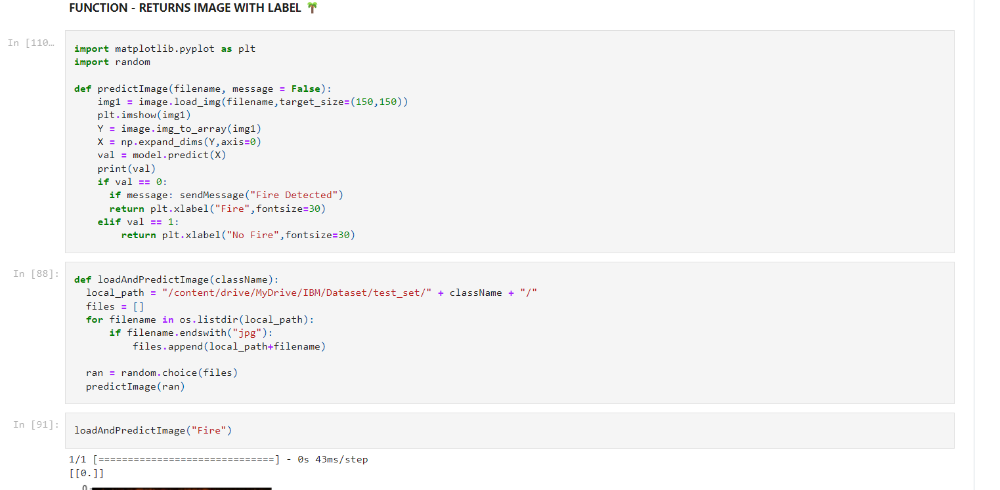 FUNCTION - RETURNS IMAGE WITH LABEL 🌴
In [110…
import matplotlib.pyplot as plt
import random
def predictImage(filename, message = False):
    img1 = image.load_img(filename,target_size=(150,150))
    plt.imshow(img1)
    Y = image.img_to_array(img1)
    X = np.expand_dims(Y,axis=0)
    val = model.predict(X)
    print(val)
    if val == 0:
      if message: sendMessage("Fire Detected")
      return plt.xlabel("Fire",fontsize=30)
    elif val == 1:
        return plt.xlabel("No Fire",fontsize=30)
In [88]:
def loadAndPredictImage(className):
  local_path = "/content/drive/MyDrive/IBM/Dataset/test_set/" + className + "/"
  files = []
  for filename in os.listdir(local_path):
      if filename.endswith("jpg"):
          files.append(local_path+filename)
  ran = random.choice(files)
  predictImage(ran)
In [91]:
loadAndPredictImage("Fire")
1/1 [==============================] - 0s 43ms/step
[[0.]]
0